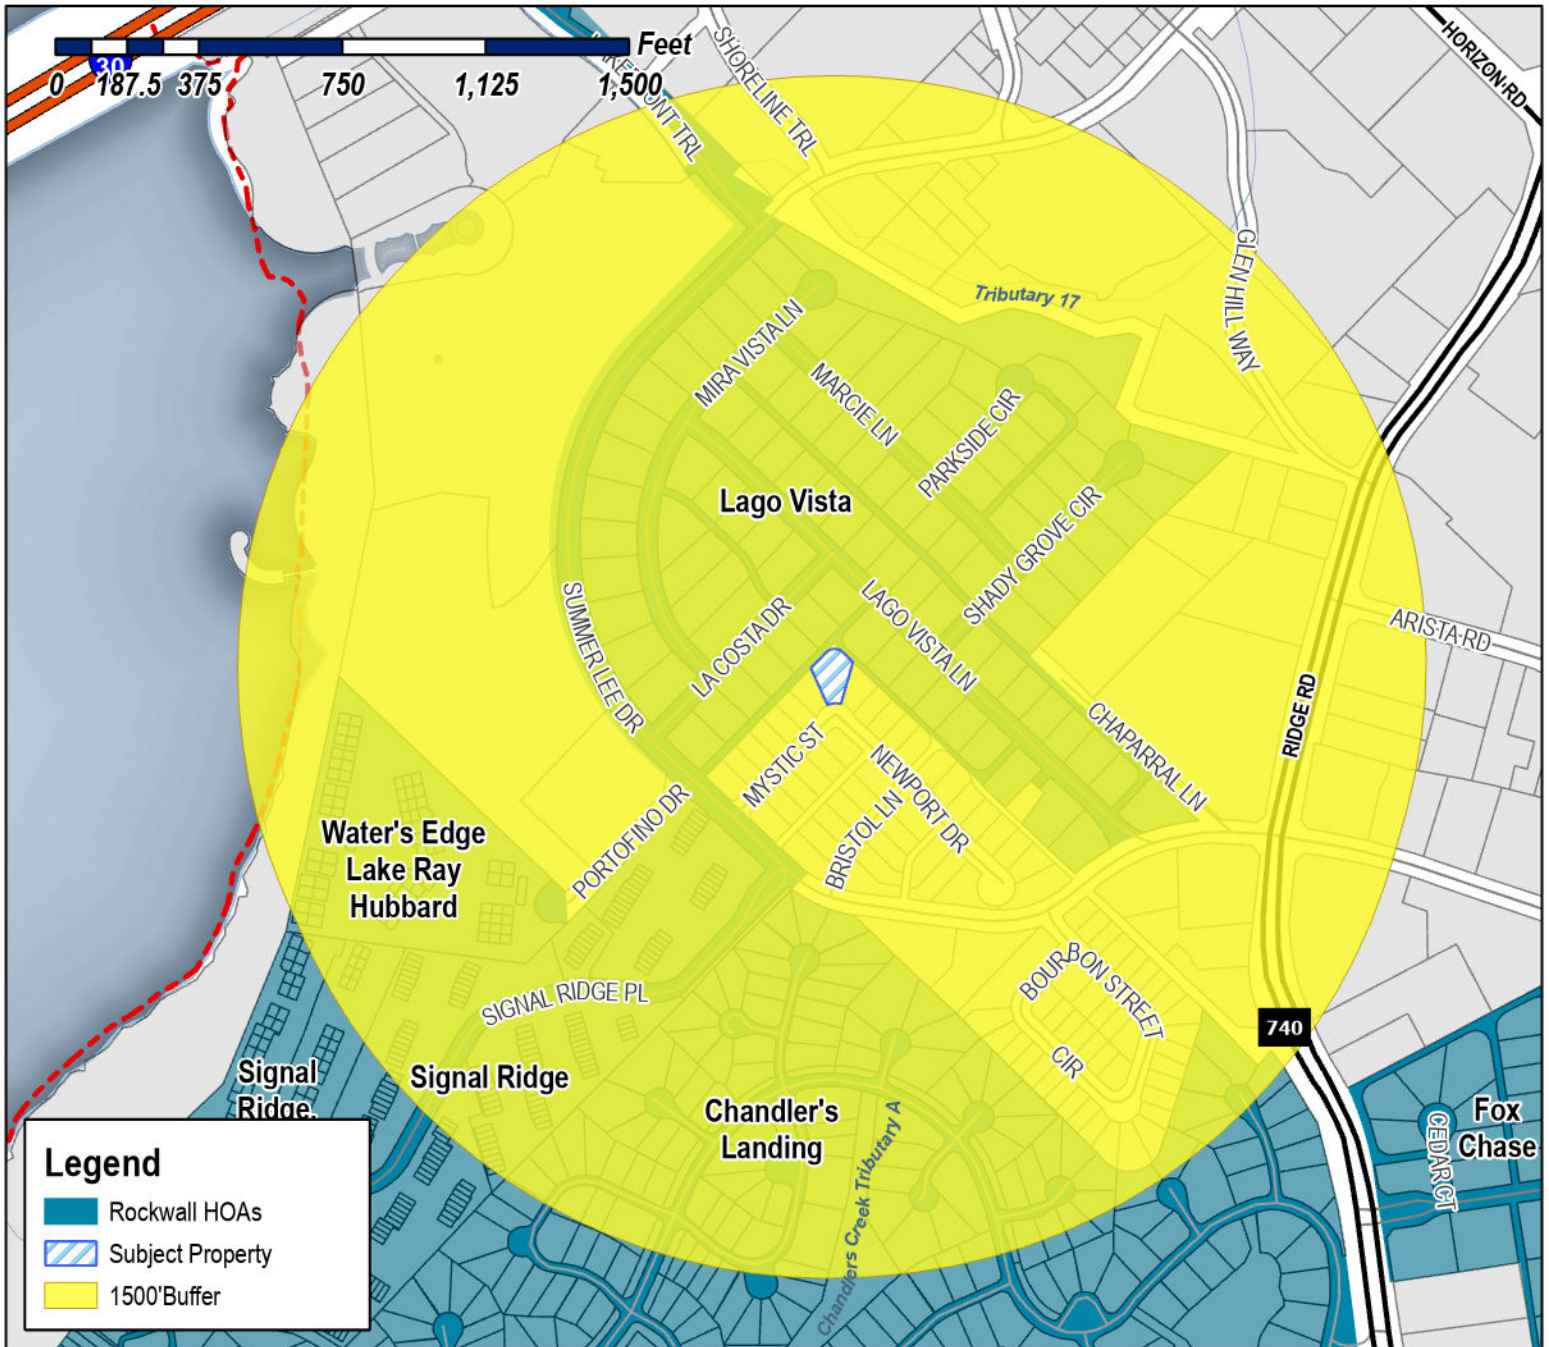 Feet
0 187.5 375 750 1,125 1,500
30
LAKEFRONT TRL
SHORELINE TRL
HORIZON RD
GLEN HILL WAY
Tributary 17
MIRA VISTA LN
MARCIE LN
PARKSIDE CIR
Lago Vista
SHADY GROVE CIR
SUMMER LEE DR
LA COSTA DR
LAGO VISTA LN
ARISTA RD
RIDGE RD
CHAPARRAL LN
MYSTIC ST
NEWPORT DR
BRISTOL LN
PORTOFINO DR
Water's Edge
Lake Ray
Hubbard
SIGNAL RIDGE PL
BOURBON STREET
CIR
740
Signal
Ridge,
Signal Ridge
Chandler's
Landing
Chandlers Creek Tributary A
Fox
Chase
CEDAR CT
Legend
Rockwall HOAs
Subject Property
1500'Buffer